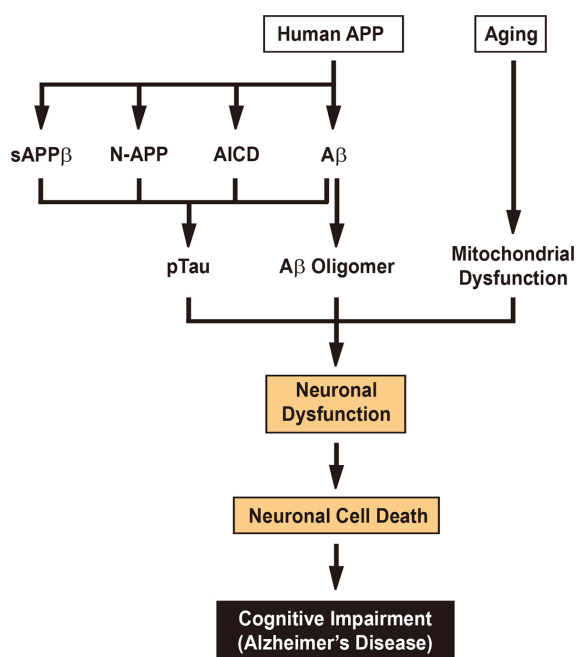 Human APP
Aging
sAPPβ
N-APP
AICD
Aβ
pTau
Aβ Oligomer
Mitochondrial
Dysfunction
Neuronal
Dysfunction
Neuronal Cell Death
Cognitive Impairment
(Alzheimer's Disease)